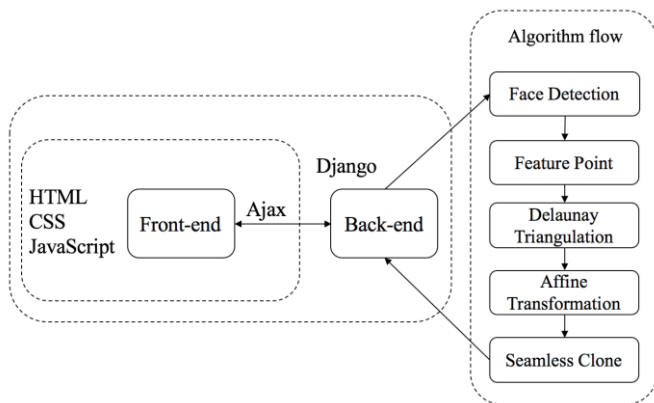 Algorithm flow
Face Detection
Feature Point
Delaunay
Triangulation
Affine
Transformation
Seamless Clone
Django
HTML
CSS
JavaScript
Front-end
Ajax
Back-end